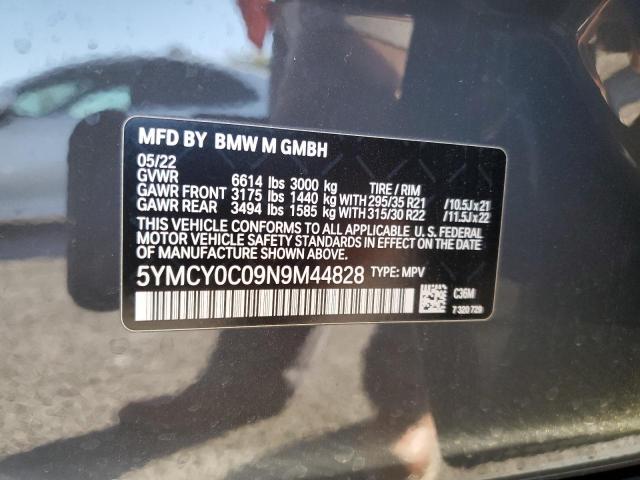 MFD BY BMW M GMBH
05/22
GVWR 6614 lbs 3000 kg TIRE / RIM
GAWR FRONT 3175 lbs 1440 kg WITH 295/35 R21 /10.5J x 21
GAWR REAR 3494 lbs 1585 kg WITH 315/30 R22 /11.5J x 22
THIS VEHICLE CONFORMS TO ALL APPLICABLE U. S. FEDERAL
MOTOR VEHICLE SAFETY STANDARDS IN EFFECT ON THE DATE
OF MANUFACTURE SHOWN ABOVE.
5YMCY0C09N9M44828 TYPE: MPV
C36M
7 320 729